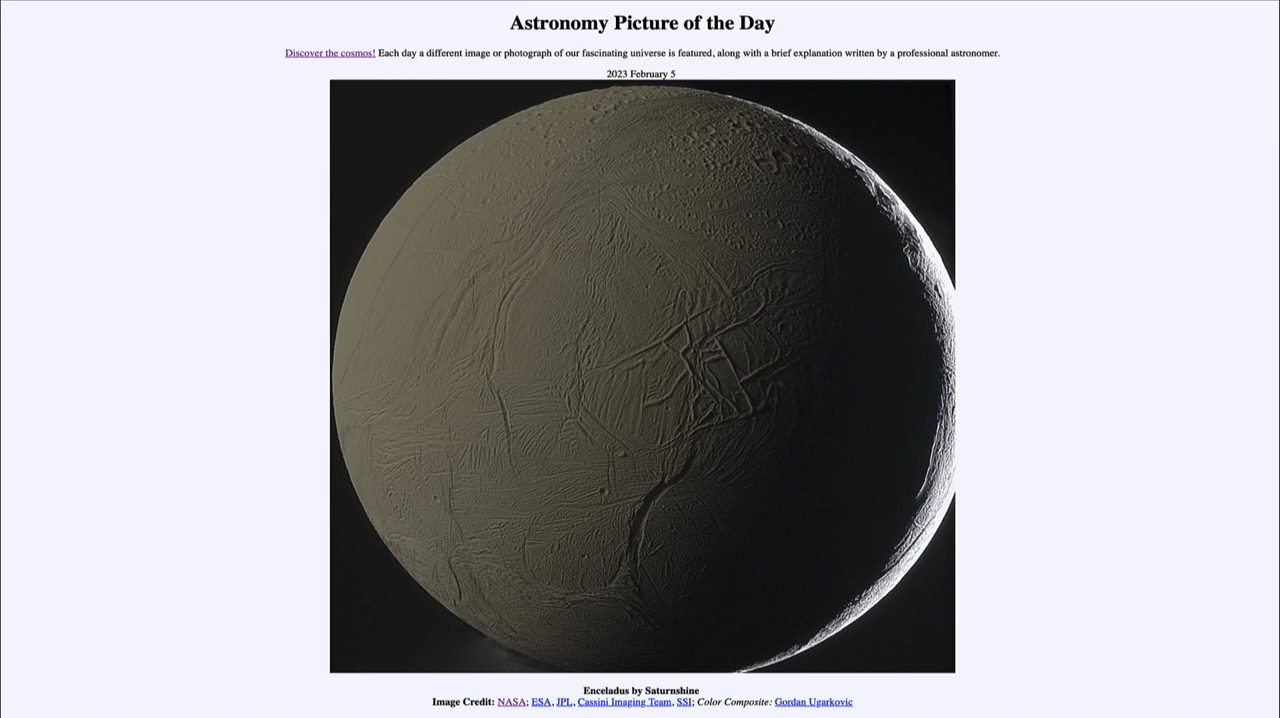 Astronomy Picture of the Day
Discover the cosmos! Each day a different image or photograph of our fascinating universe is featured, along with a brief explanation written by a professional astronomer.
2023 February 5
Enceladus by Saturnshine
Image Credit: NASA; ESA, JPL, Cassini Imaging Team, SSI; Color Composite: Gordan Ugarkovic